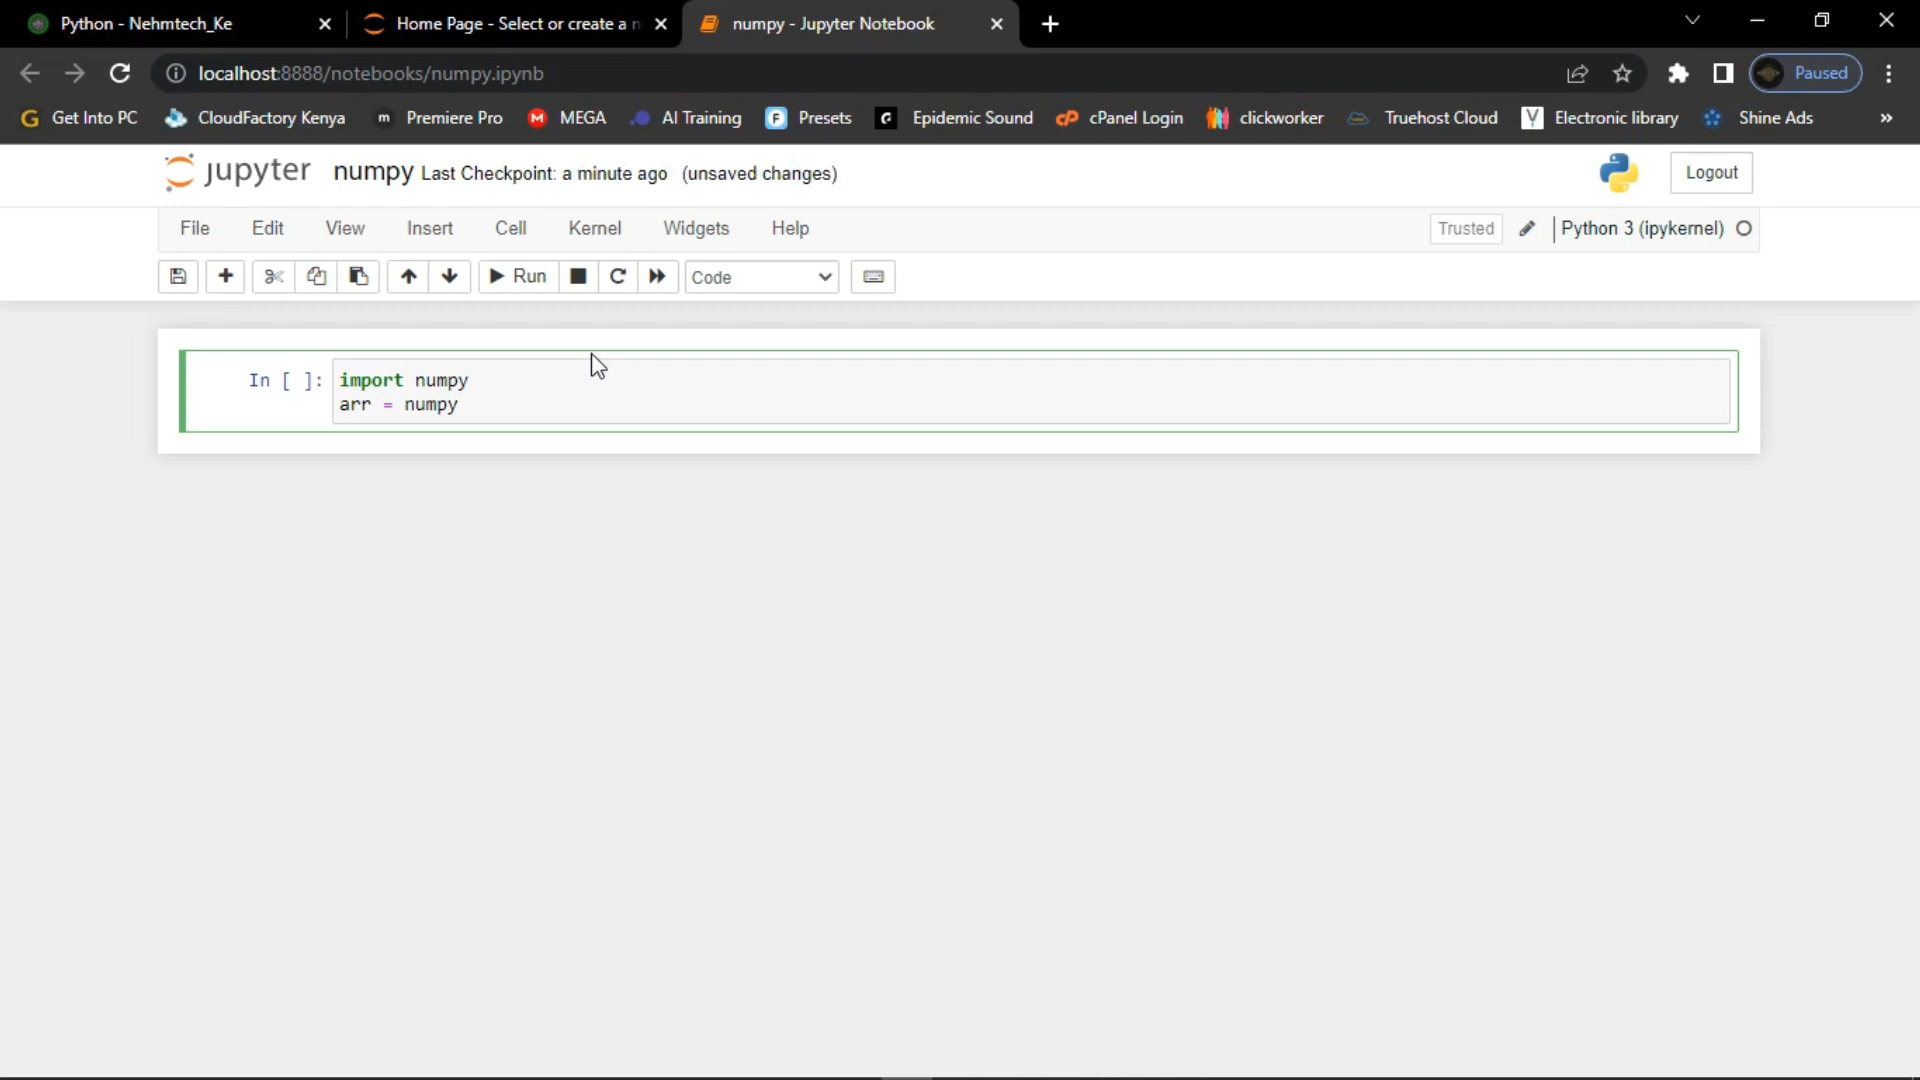 Python - Nehmtech_Ke
Home Page - Select or create a n
numpy - Jupyter Notebook
localhost:8888/notebooks/numpy.ipynb
Paused
Get Into PC
CloudFactory Kenya
m Premiere Pro
M MEGA
AI Training
F Presets
Epidemic Sound
cP cPanel Login
clickworker
Truehost Cloud
Y Electronic library
Shine Ads
»
jupyter numpy Last Checkpoint: a minute ago (unsaved changes)
Logout
File Edit View Insert Cell Kernel Widgets Help
Trusted
Python 3 (ipykernel)
Run
Code
In [ ]: import numpy
arr = numpy